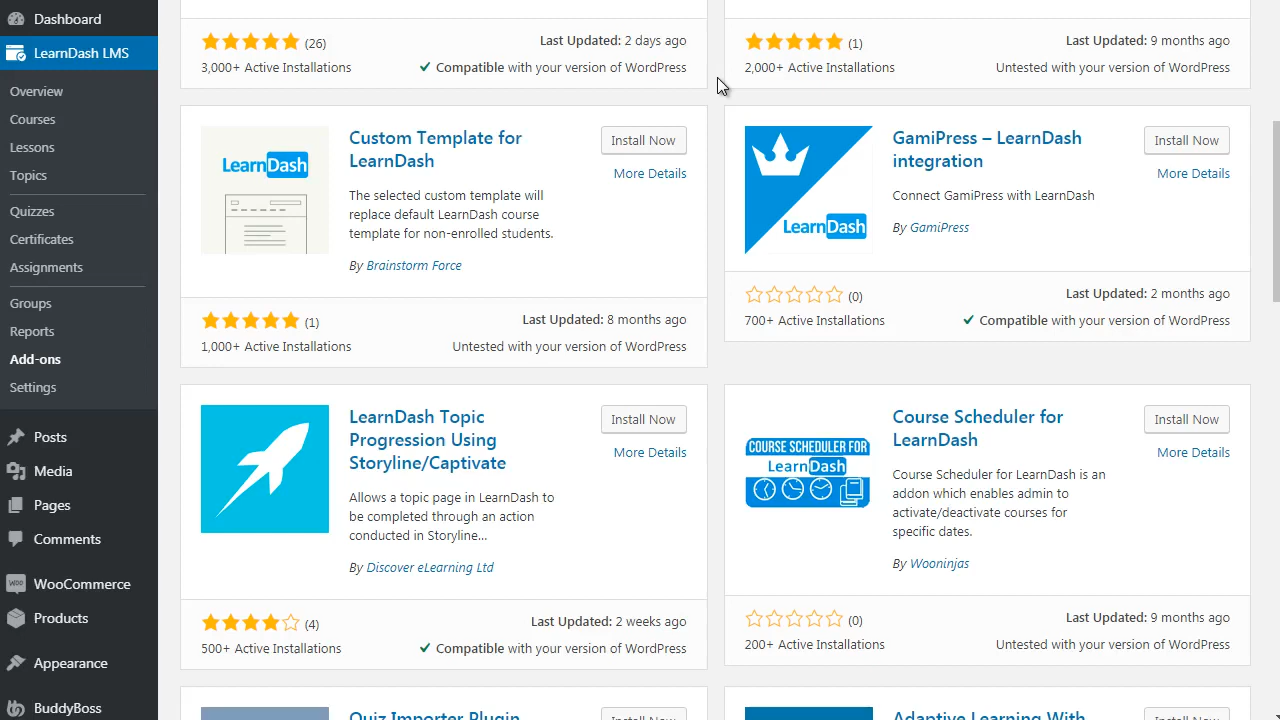 Dashboard
LearnDash LMS
Overview
Courses
Lessons
Topics
Quizzes
Certificates
Assignments
Groups
Reports
Add-ons
Settings
Posts
Media
Pages
Comments
WOO WooCommerce
Products
Appearance
BuddyBoss
(26) Last Updated: 2 days ago
3,000+ Active Installations Compatible with your version of WordPress
(1) Last Updated: 9 months ago
2,000+ Active Installations Untested with your version of WordPress
LearnDash
Custom Template for
LearnDash
Install Now
More Details
The selected custom template will
replace default LearnDash course
template for non-enrolled students.
By Brainstorm Force
(1) Last Updated: 8 months ago
1,000+ Active Installations Untested with your version of WordPress
LearnDash
GamiPress – LearnDash
integration
Install Now
More Details
Connect GamiPress with LearnDash
By GamiPress
(0) Last Updated: 2 months ago
700+ Active Installations Compatible with your version of WordPress
LearnDash Topic
Progression Using
Storyline/Captivate
Install Now
More Details
Allows a topic page in LearnDash to
be completed through an action
conducted in Storyline...
By Discover eLearning Ltd
(4) Last Updated: 2 weeks ago
500+ Active Installations Compatible with your version of WordPress
COURSE SCHEDULER FOR
LearnDash
Course Scheduler for
LearnDash
Install Now
More Details
Course Scheduler for LearnDash is an
addon which enables admin to
activate/deactivate courses for
specific dates.
By Wooninjas
(0) Last Updated: 9 months ago
200+ Active Installations Untested with your version of WordPress
Quiz Importer Plugin
Install Now
Adaptive Learning With
Install Now